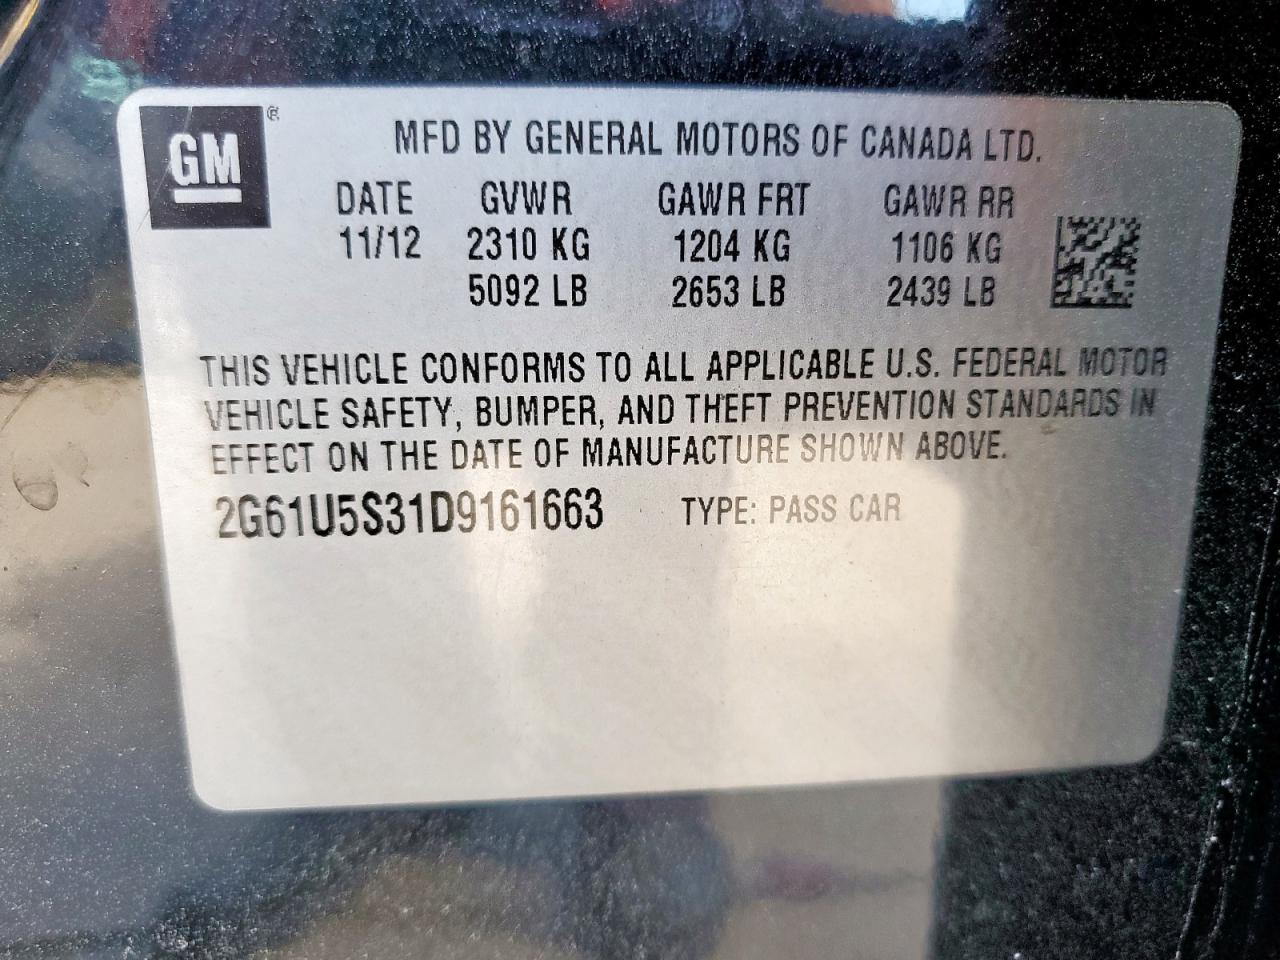 GM ®
MFD BY GENERAL MOTORS OF CANADA LTD.
DATE GVWR GAWR FRT GAWR RR
11/12 2310 KG 1204 KG 1106 KG
5092 LB 2653 LB 2439 LB
THIS VEHICLE CONFORMS TO ALL APPLICABLE U.S. FEDERAL MOTOR
VEHICLE SAFETY, BUMPER, AND THEFT PREVENTION STANDARDS IN
EFFECT ON THE DATE OF MANUFACTURE SHOWN ABOVE.
2G61U5S31D9161663 TYPE: PASS CAR